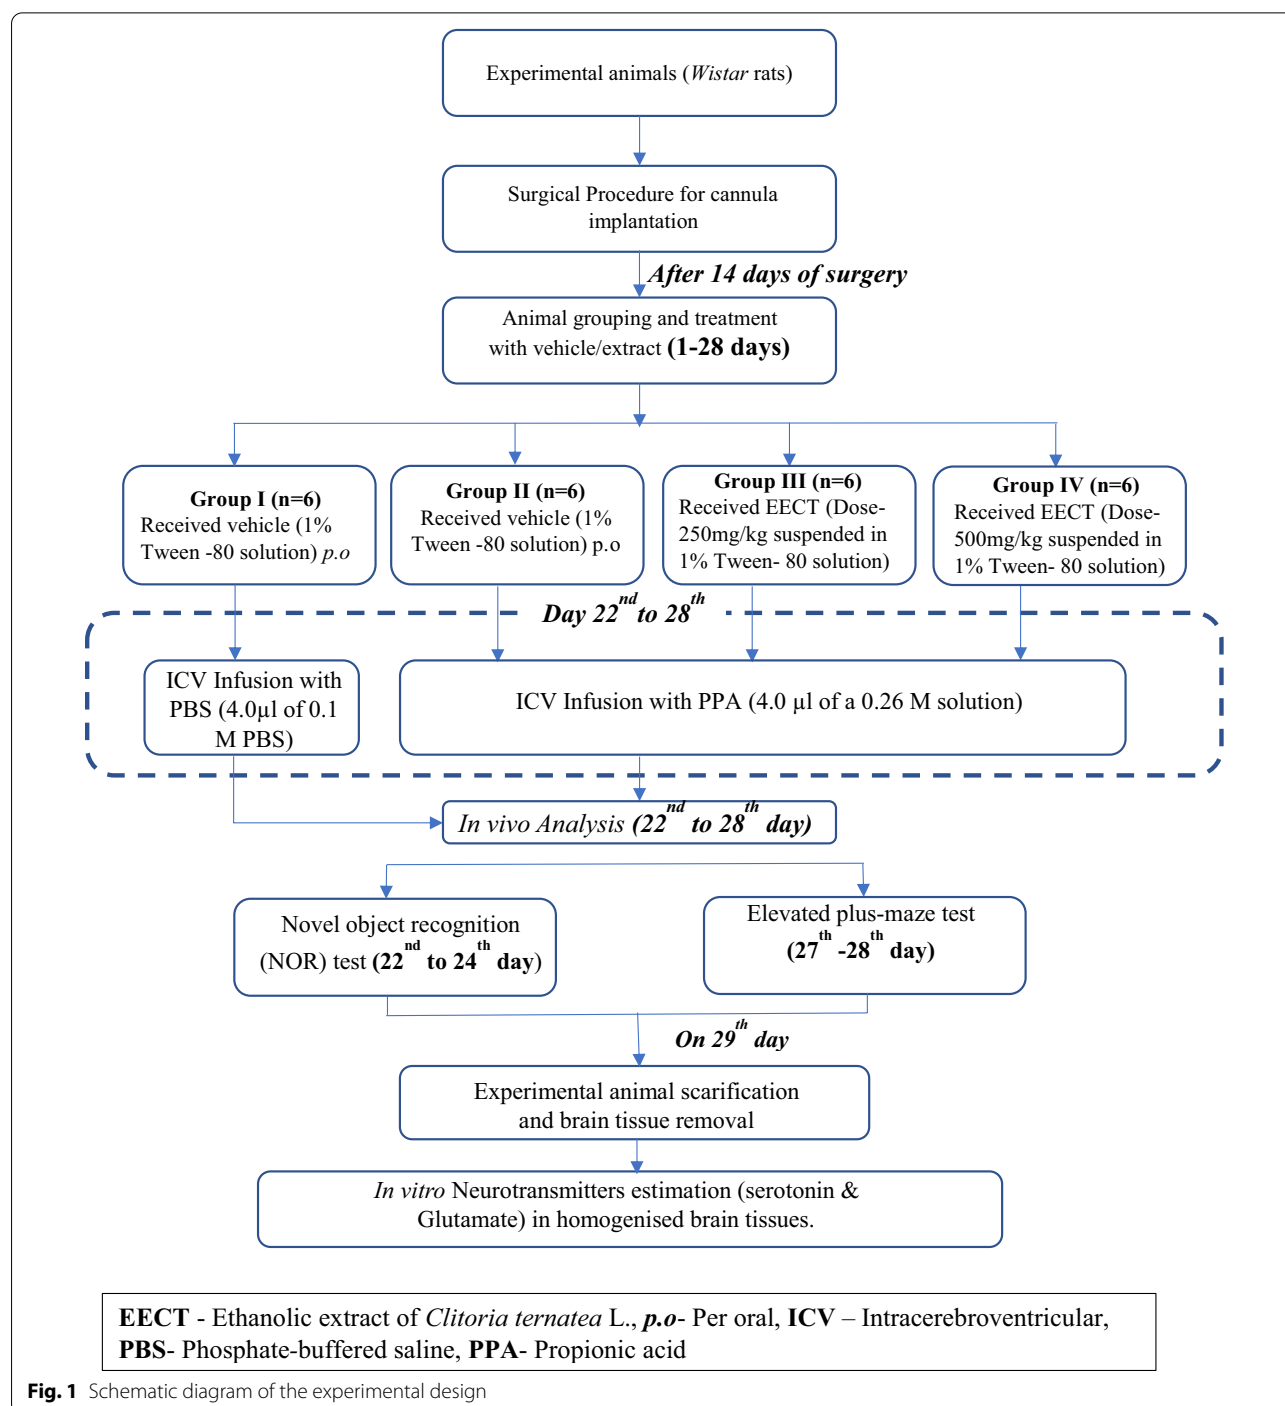 Experimental animals (Wistar rats)
Surgical Procedure for cannula
implantation
After 14 days of surgery
Animal grouping and treatment
with vehicle/extract (1-28 days)
Group I (n=6)
Received vehicle (1%
Tween -80 solution) p.o
Group II (n=6)
Received vehicle (1%
Tween -80 solution) p.o
Group III (n=6)
Received EECT (Dose-
250mg/kg suspended in
1% Tween- 80 solution)
Group IV (n=6)
Received EECT (Dose-
500mg/kg suspended in
1% Tween- 80 solution)
Day 22nd to 28th
ICV Infusion with
PBS (4.0µl of 0.1
M PBS)
ICV Infusion with PPA (4.0 µl of a 0.26 M solution)
In vivo Analysis (22nd to 28th day)
Novel object recognition
(NOR) test (22nd to 24th day)
Elevated plus-maze test
(27th -28th day)
On 29th day
Experimental animal scarification
and brain tissue removal
In vitro Neurotransmitters estimation (serotonin &
Glutamate) in homogenised brain tissues.
EECT - Ethanolic extract of Clitoria ternatea L., p.o- Per oral, ICV – Intracerebroventricular,
PBS- Phosphate-buffered saline, PPA- Propionic acid
Fig. 1 Schematic diagram of the experimental design